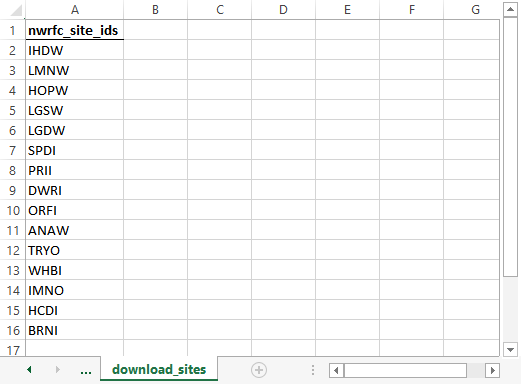 A B C D E F G
1 nwrfc_site_ids
2 IHDW
3 LMNW
4 HOPW
5 LGSW
6 LGDW
7 SPDI
8 PRII
9 DWRI
10 ORFI
11 ANAW
12 TRYO
13 WHBI
14 IMNO
15 HCDI
16 BRNI
17
... download_sites